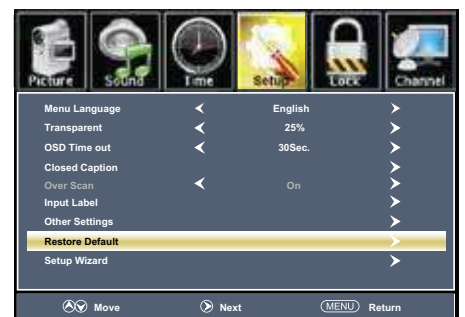 Picture Sound Time Setup Lock Channel
Menu Language English
Transparent 25%
OSD Time out 30Sec.
Closed Caption
Over Scan On
Input Label
Other Settings
Restore Default
Setup Wizard
Move Next MENU Return